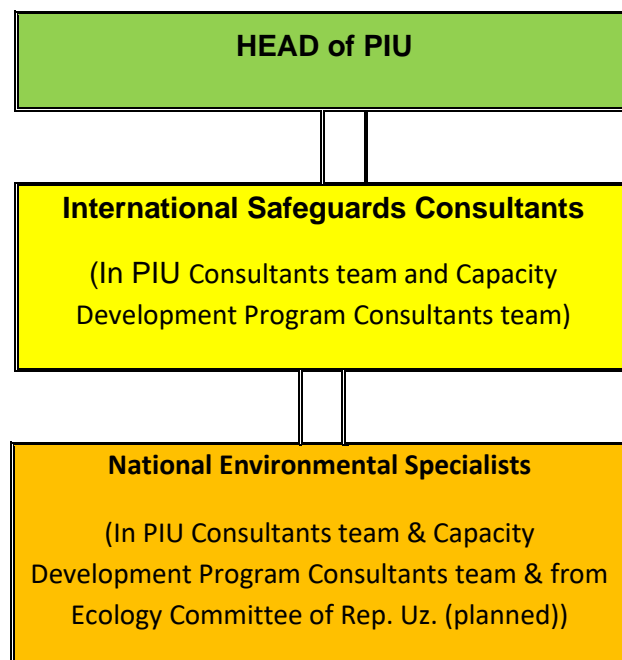 HEAD of PIU
International Safeguards Consultants
(In PIU Consultants team and Capacity
Development Program Consultants team)
National Environmental Specialists
(In PIU Consultants team & Capacity
Development Program Consultants team & from
Ecology Committee of Rep. Uz. (planned))